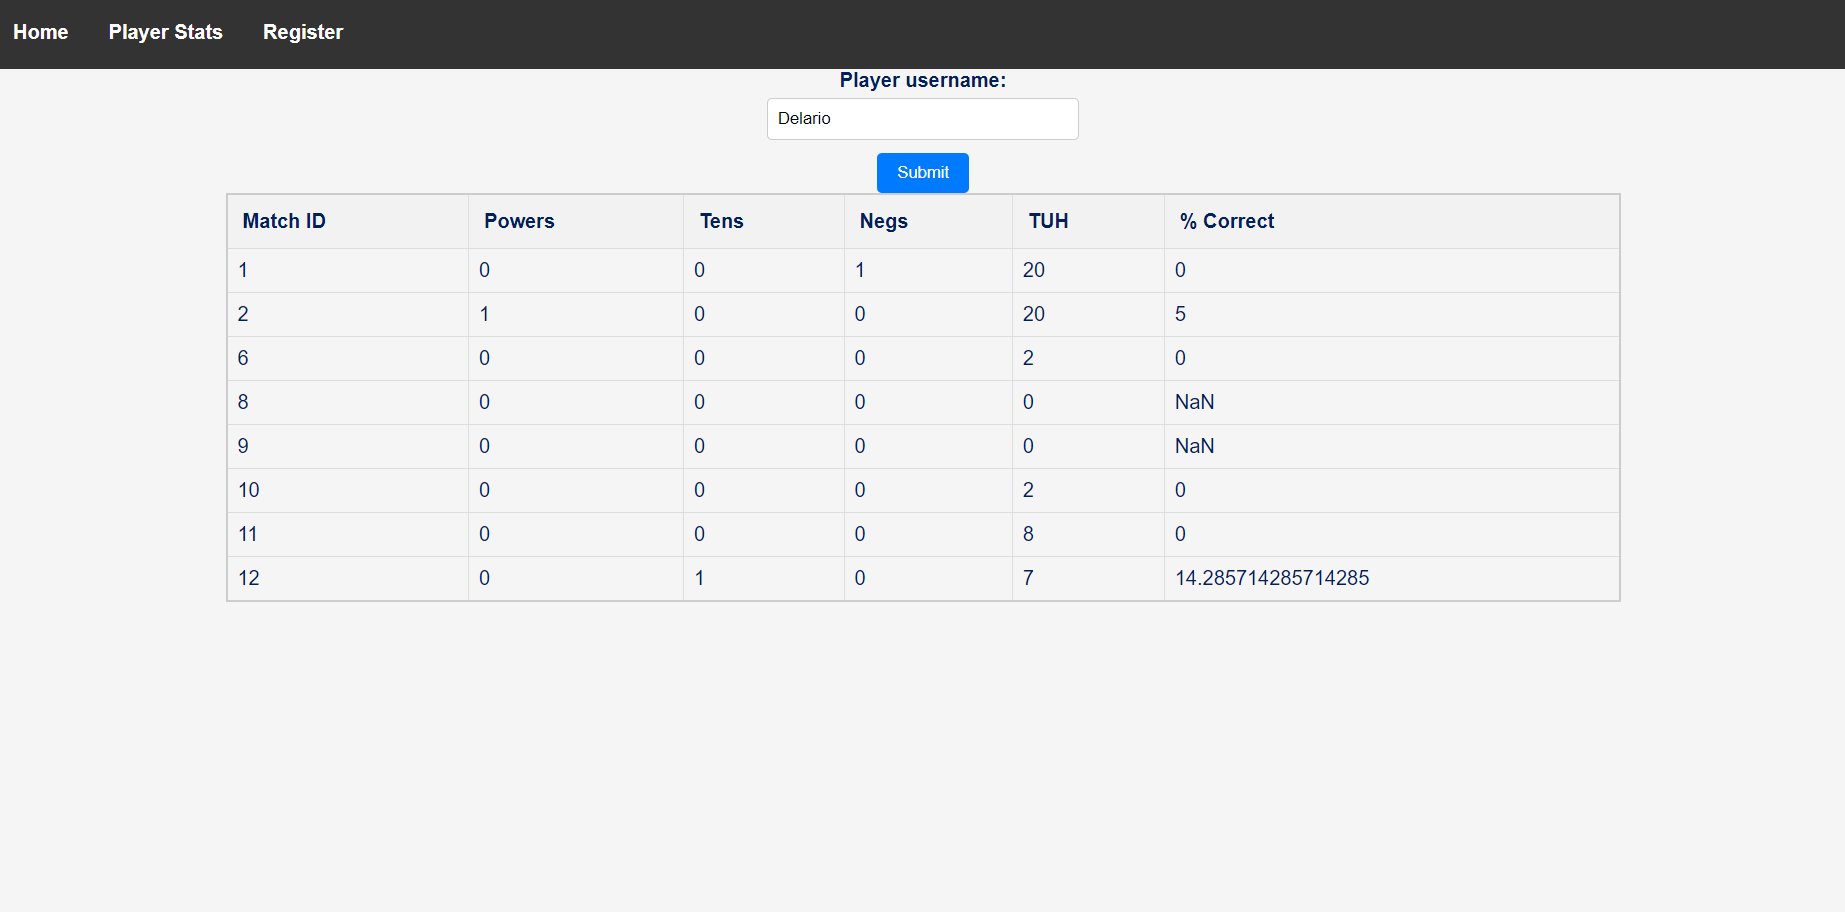 Home Player Stats Register
Player username:
Delario
Submit
Match ID Powers Tens Negs TUH % Correct
1 0 0 1 20 0
2 1 0 0 20 5
6 0 0 0 2 0
8 0 0 0 0 NaN
9 0 0 0 0 NaN
10 0 0 0 2 0
11 0 0 0 8 0
12 0 1 0 7 14.285714285714285